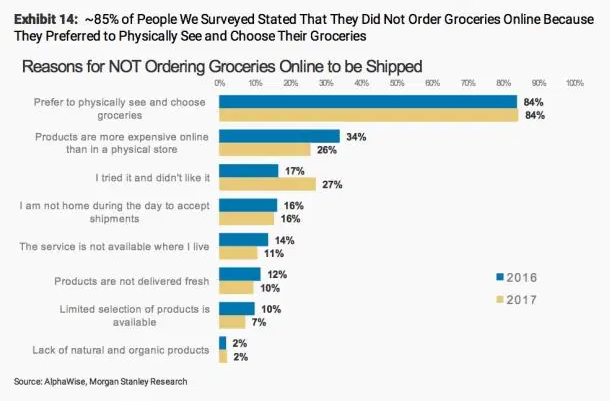 Exhibit 14: ~85% of People We Surveyed Stated That They Did Not Order Groceries Online Because
They Preferred to Physically See and Choose Their Groceries
Reasons for NOT Ordering Groceries Online to be Shipped
0% 10% 20% 30% 40% 50% 60% 70% 80% 90% 100%
Prefer to physically see and choose
groceries
84%
84%
Products are more expensive online
than in a physical store
34%
26%
I tried it and didn't like it
17%
27%
I am not home during the day to accept
shipments
16%
16%
The service is not available where I live
14%
11%
Products are not delivered fresh
12%
10%
Limited selection of products is
available
10%
7%
Lack of natural and organic products
2%
2%
2016
2017
Source: AlphaWise, Morgan Stanley Research